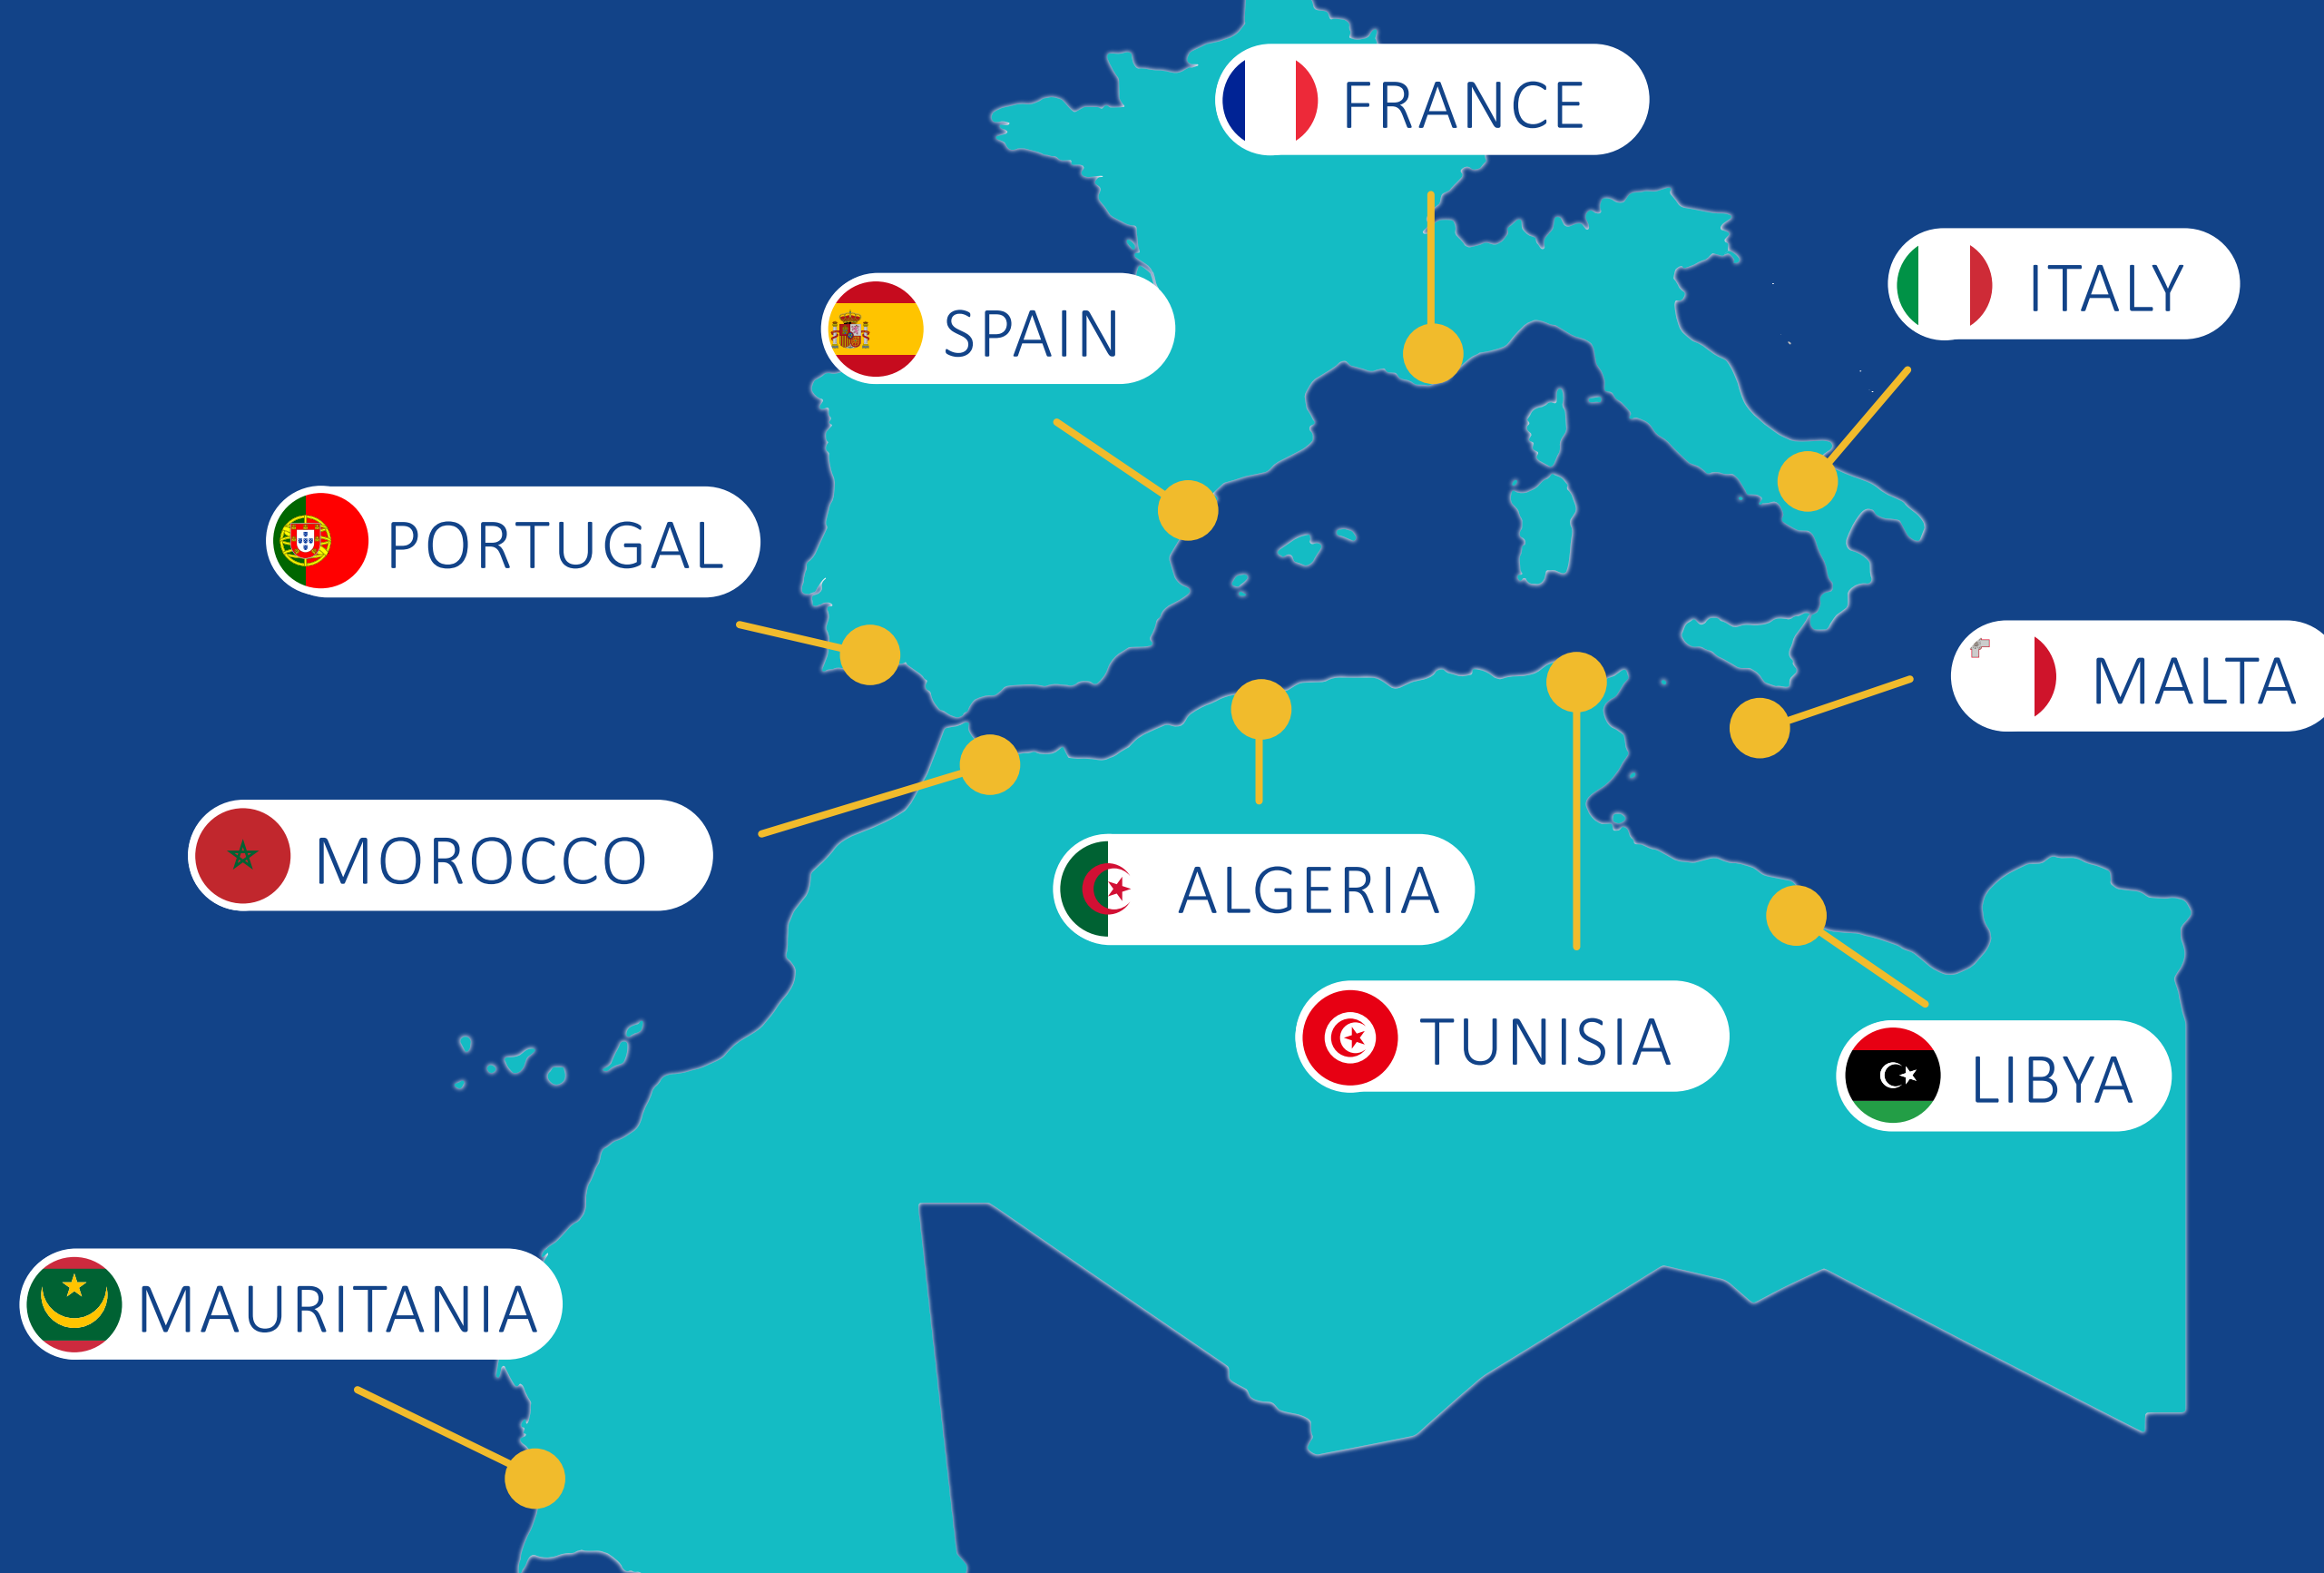 FRANCE
ITALY
SPAIN
PORTUGAL
MALTA
MOROCCO
ALGERIA
TUNISIA
LIBYA
MAURITANIA